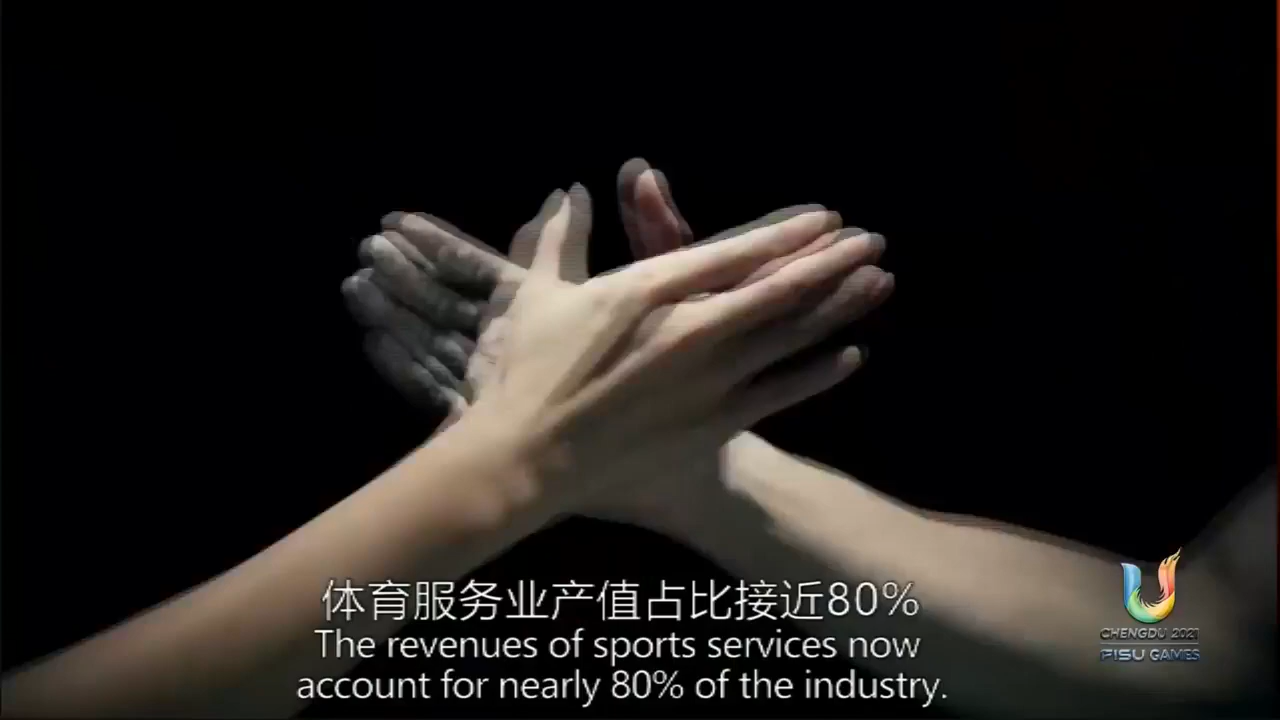 体育服务业产值占比接近80%
The revenues of sports services now
account for nearly 80% of the industry.
CHENGDU 2021
FISU GAMES